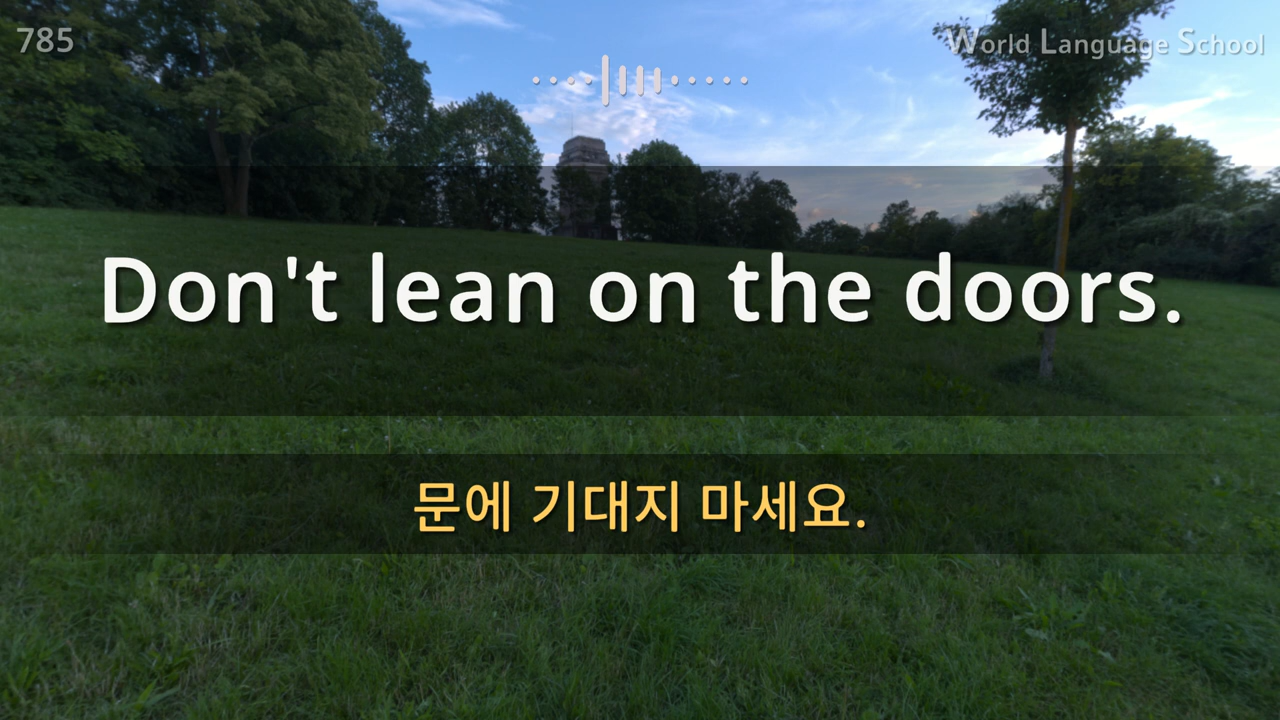 785
World Language School
Don't lean on the doors.
문에 기대지 마세요.